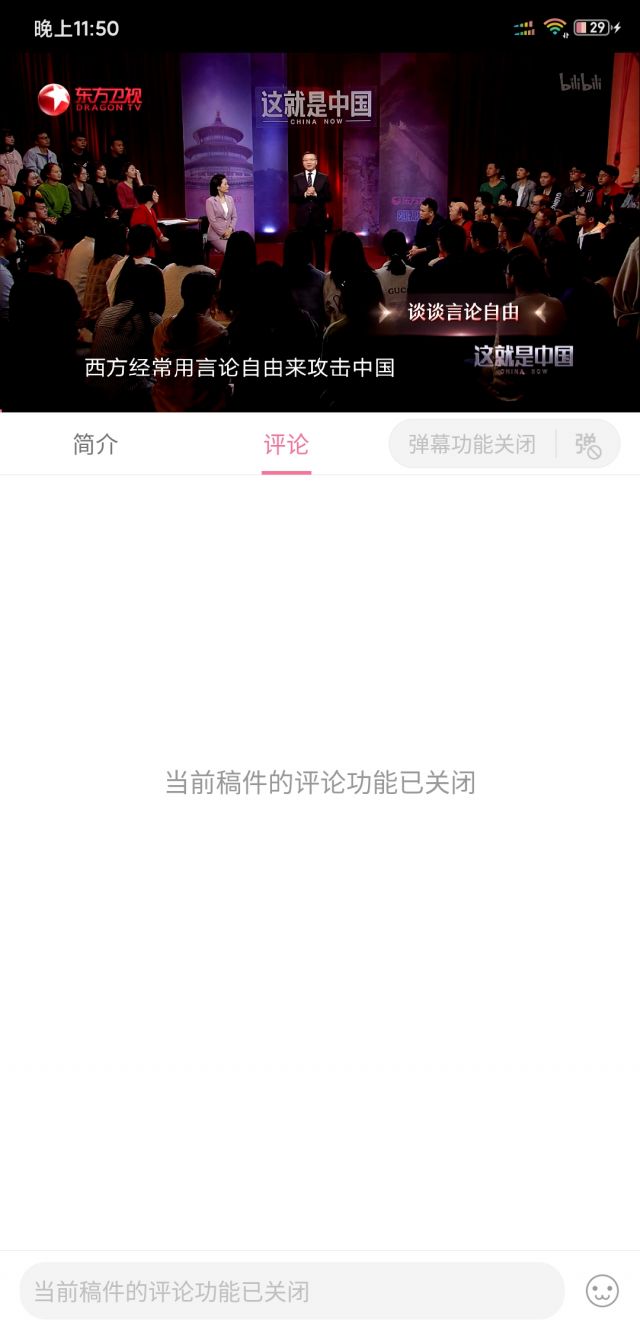 晚上11:50
29
东方卫视
DRAGON TV
这就是中国
CHINA NOW
bilibili
谈谈言论自由
这就是中国
CHINA NOW
西方经常用言论自由来攻击中国
简介
评论
弹幕功能关闭
弹
当前稿件的评论功能已关闭
当前稿件的评论功能已关闭